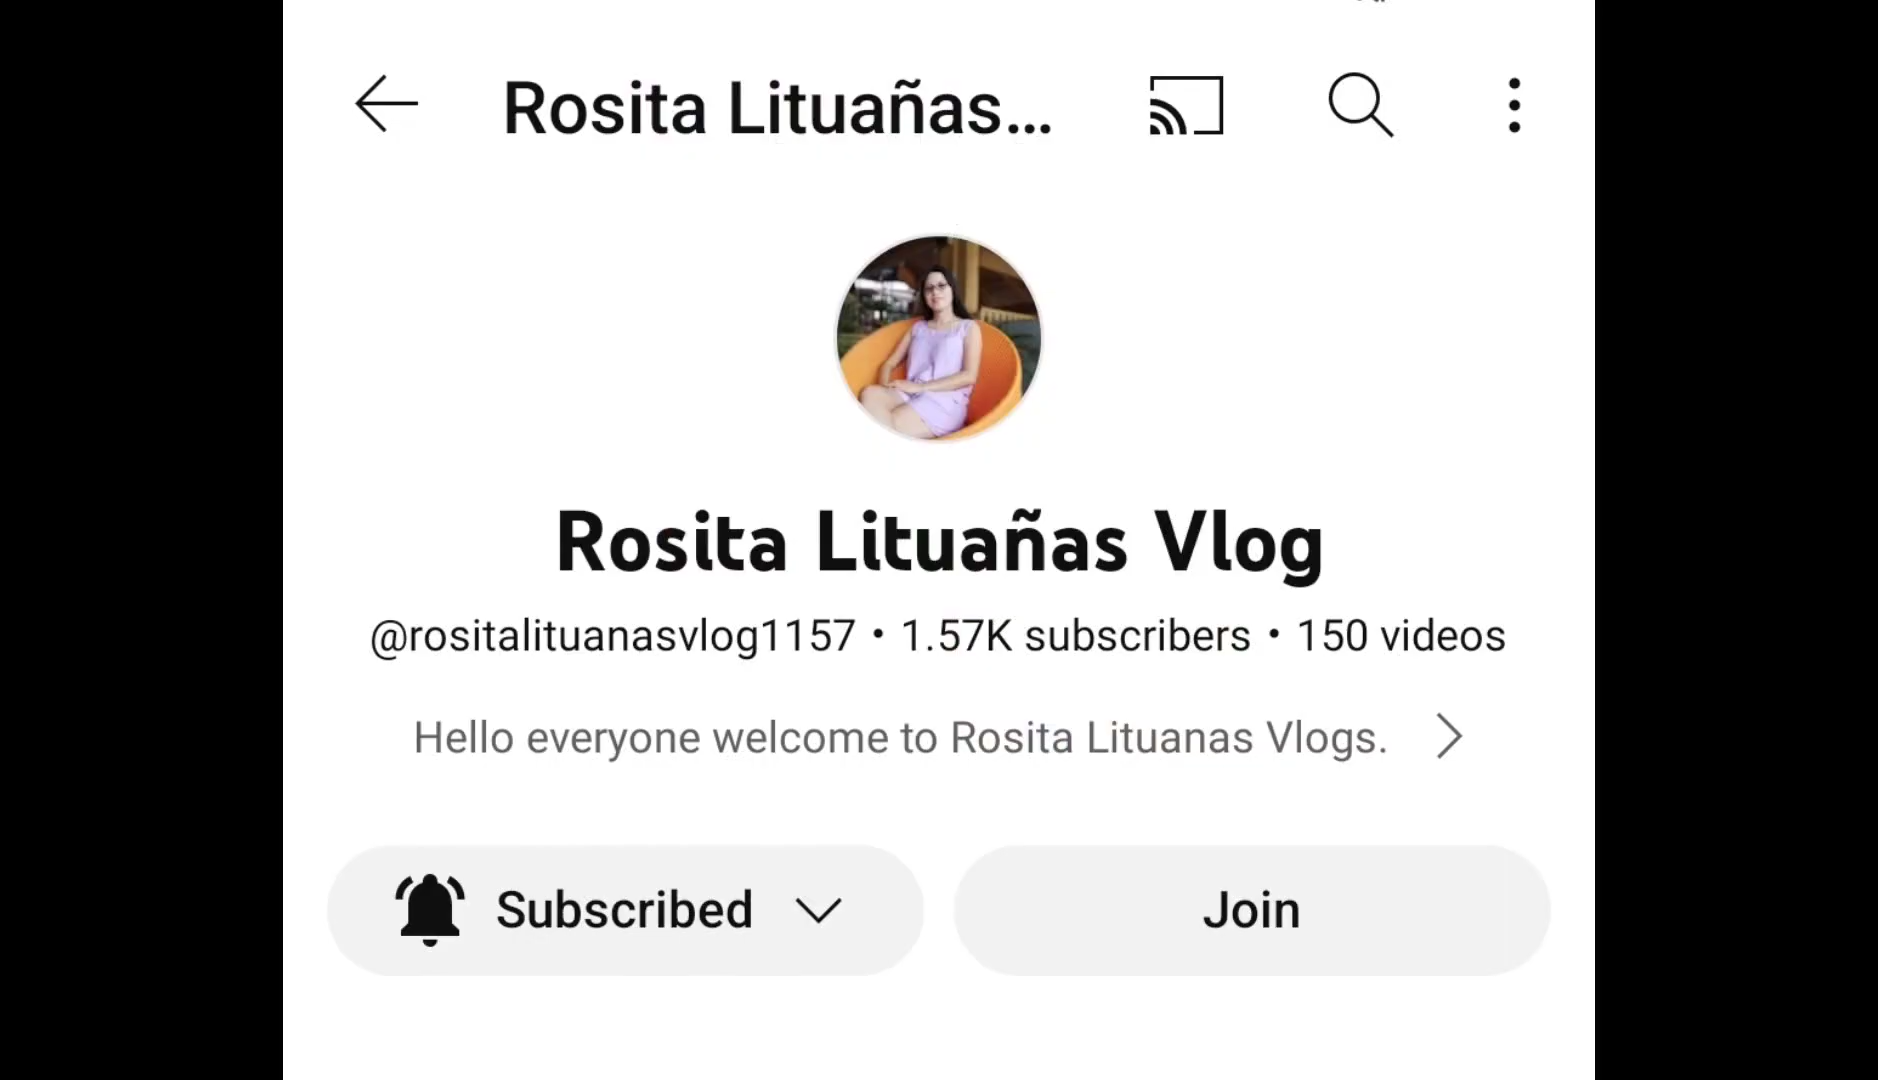 Rosita Lituañas...
Rosita Lituañas Vlog
@rositalituanasvlog1157 • 1.57K subscribers • 150 videos
Hello everyone welcome to Rosita Lituanas Vlogs.
Subscribed
Join